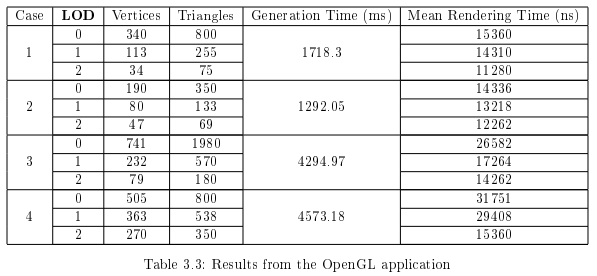 Case LOD Vertices Triangles Generation Time (ms) Mean Rendering Time (ns)
1 0 340 800 1718.3 15360
1 113 255 14310
2 34 75 11280
2 0 190 350 1292.05 14336
1 80 133 13218
2 47 69 12262
3 0 741 1980 4294.97 26582
1 232 570 17264
2 79 180 14262
4 0 505 800 4573.18 31751
1 363 538 29408
2 270 350 15360
Table 3.3: Results from the OpenGL application